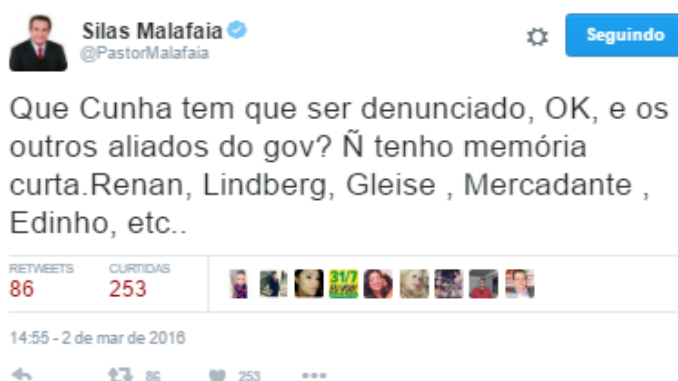 Silas Malafaia
@PastorMalafaia
Seguindo
Que Cunha tem que ser denunciado, OK, e os
outros aliados do gov? Ñ tenho memória
curta.Renan, Lindberg, Gleise , Mercadante ,
Edinho, etc..
RETWEETS
CURTIDAS
86
253
31/7
14:55 - 2 de mar de 2016
86
253